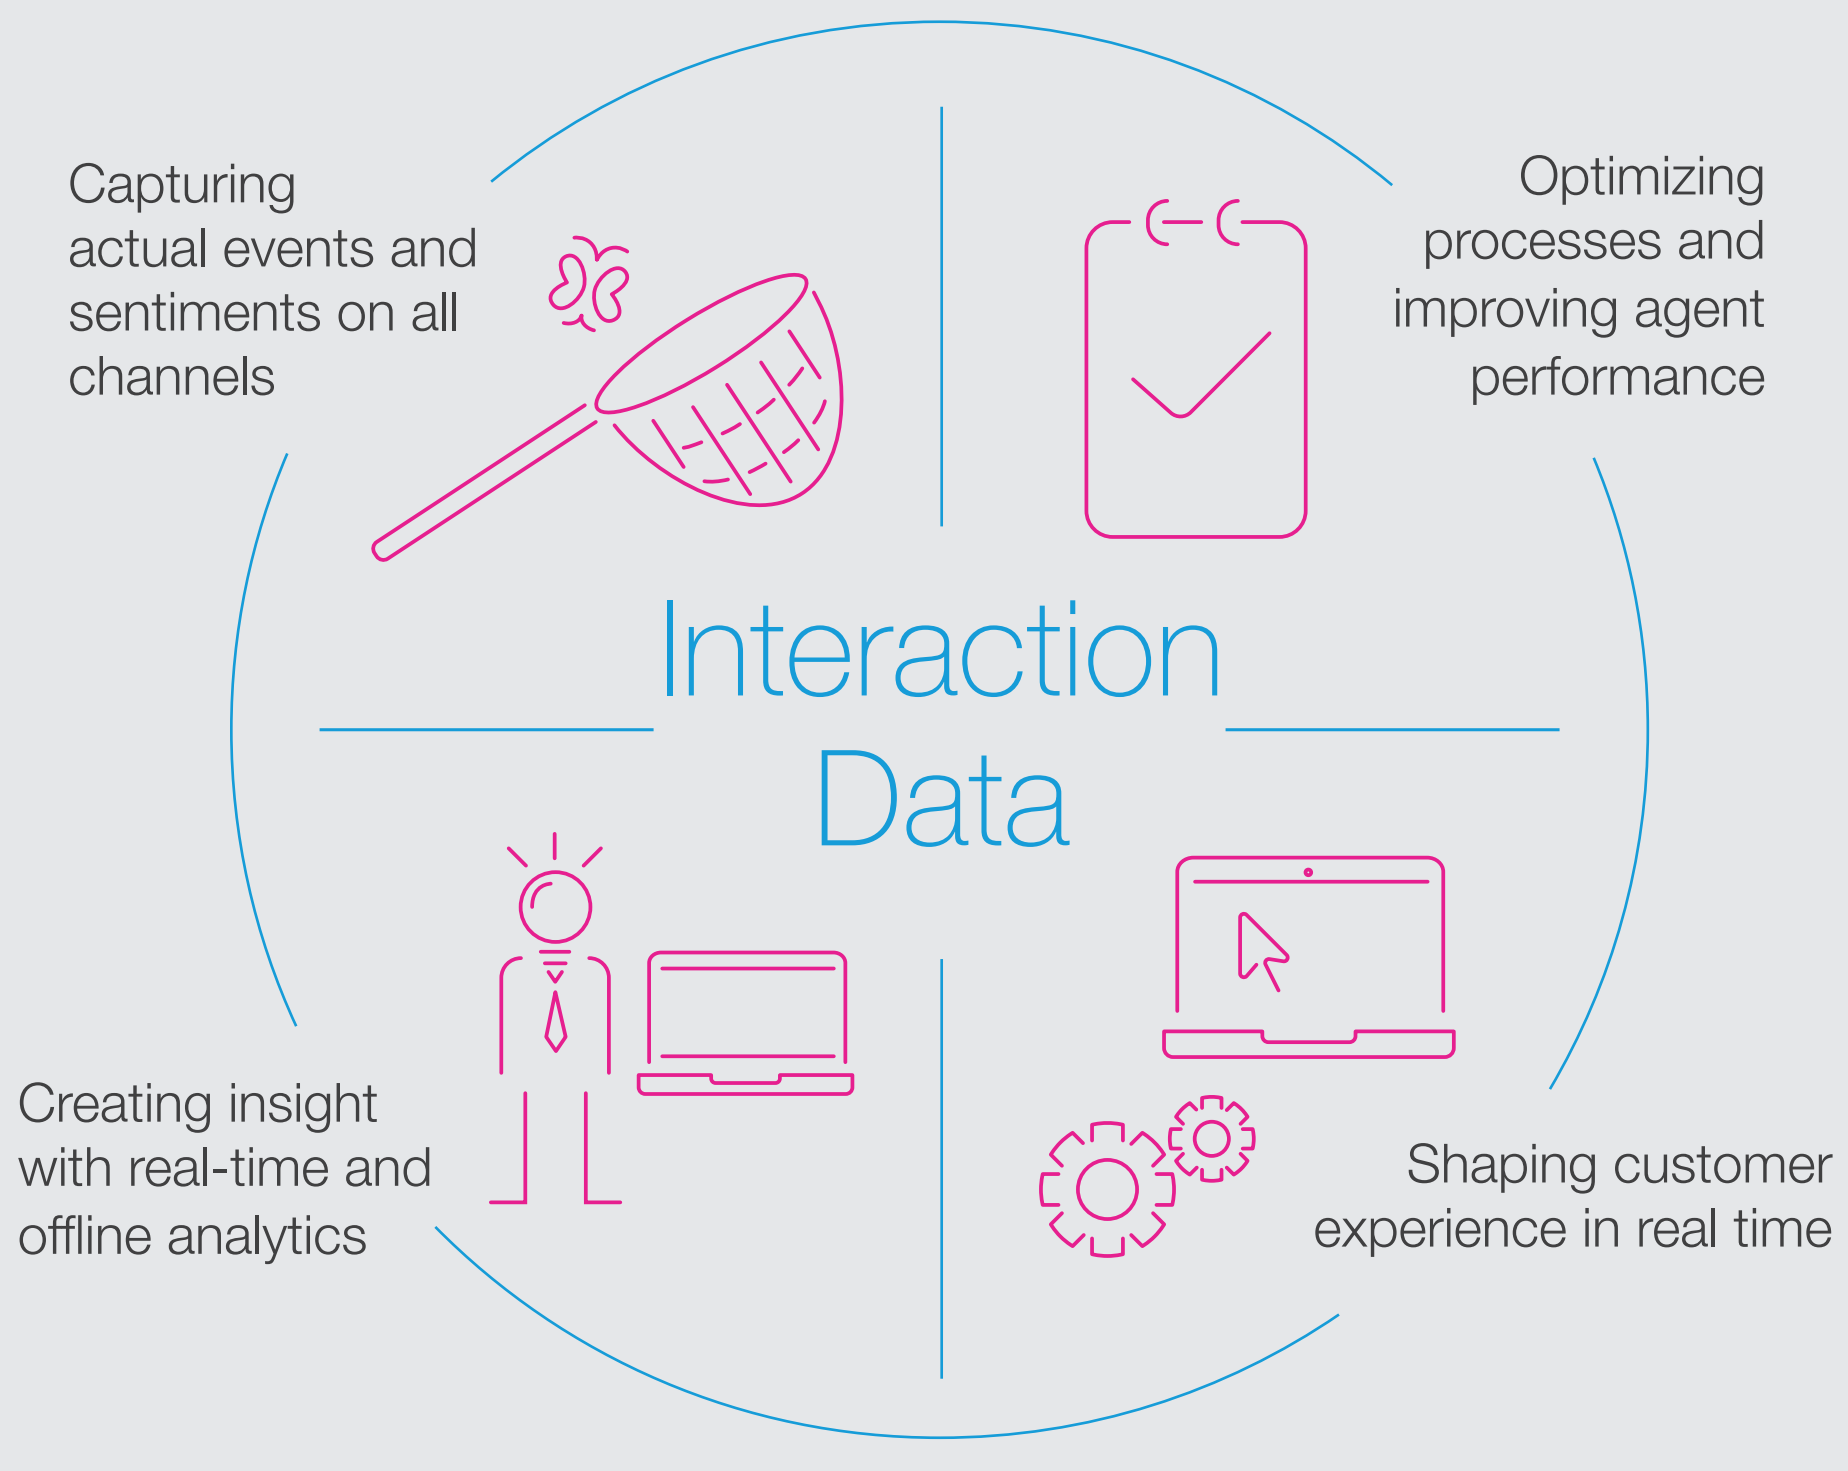 Capturing
actual events and
sentiments on all
channels
Optimizing
processes and
improving agent
performance
Interaction
Data
Creating insight
with real-time and
offline analytics
Shaping customer
experience in real time